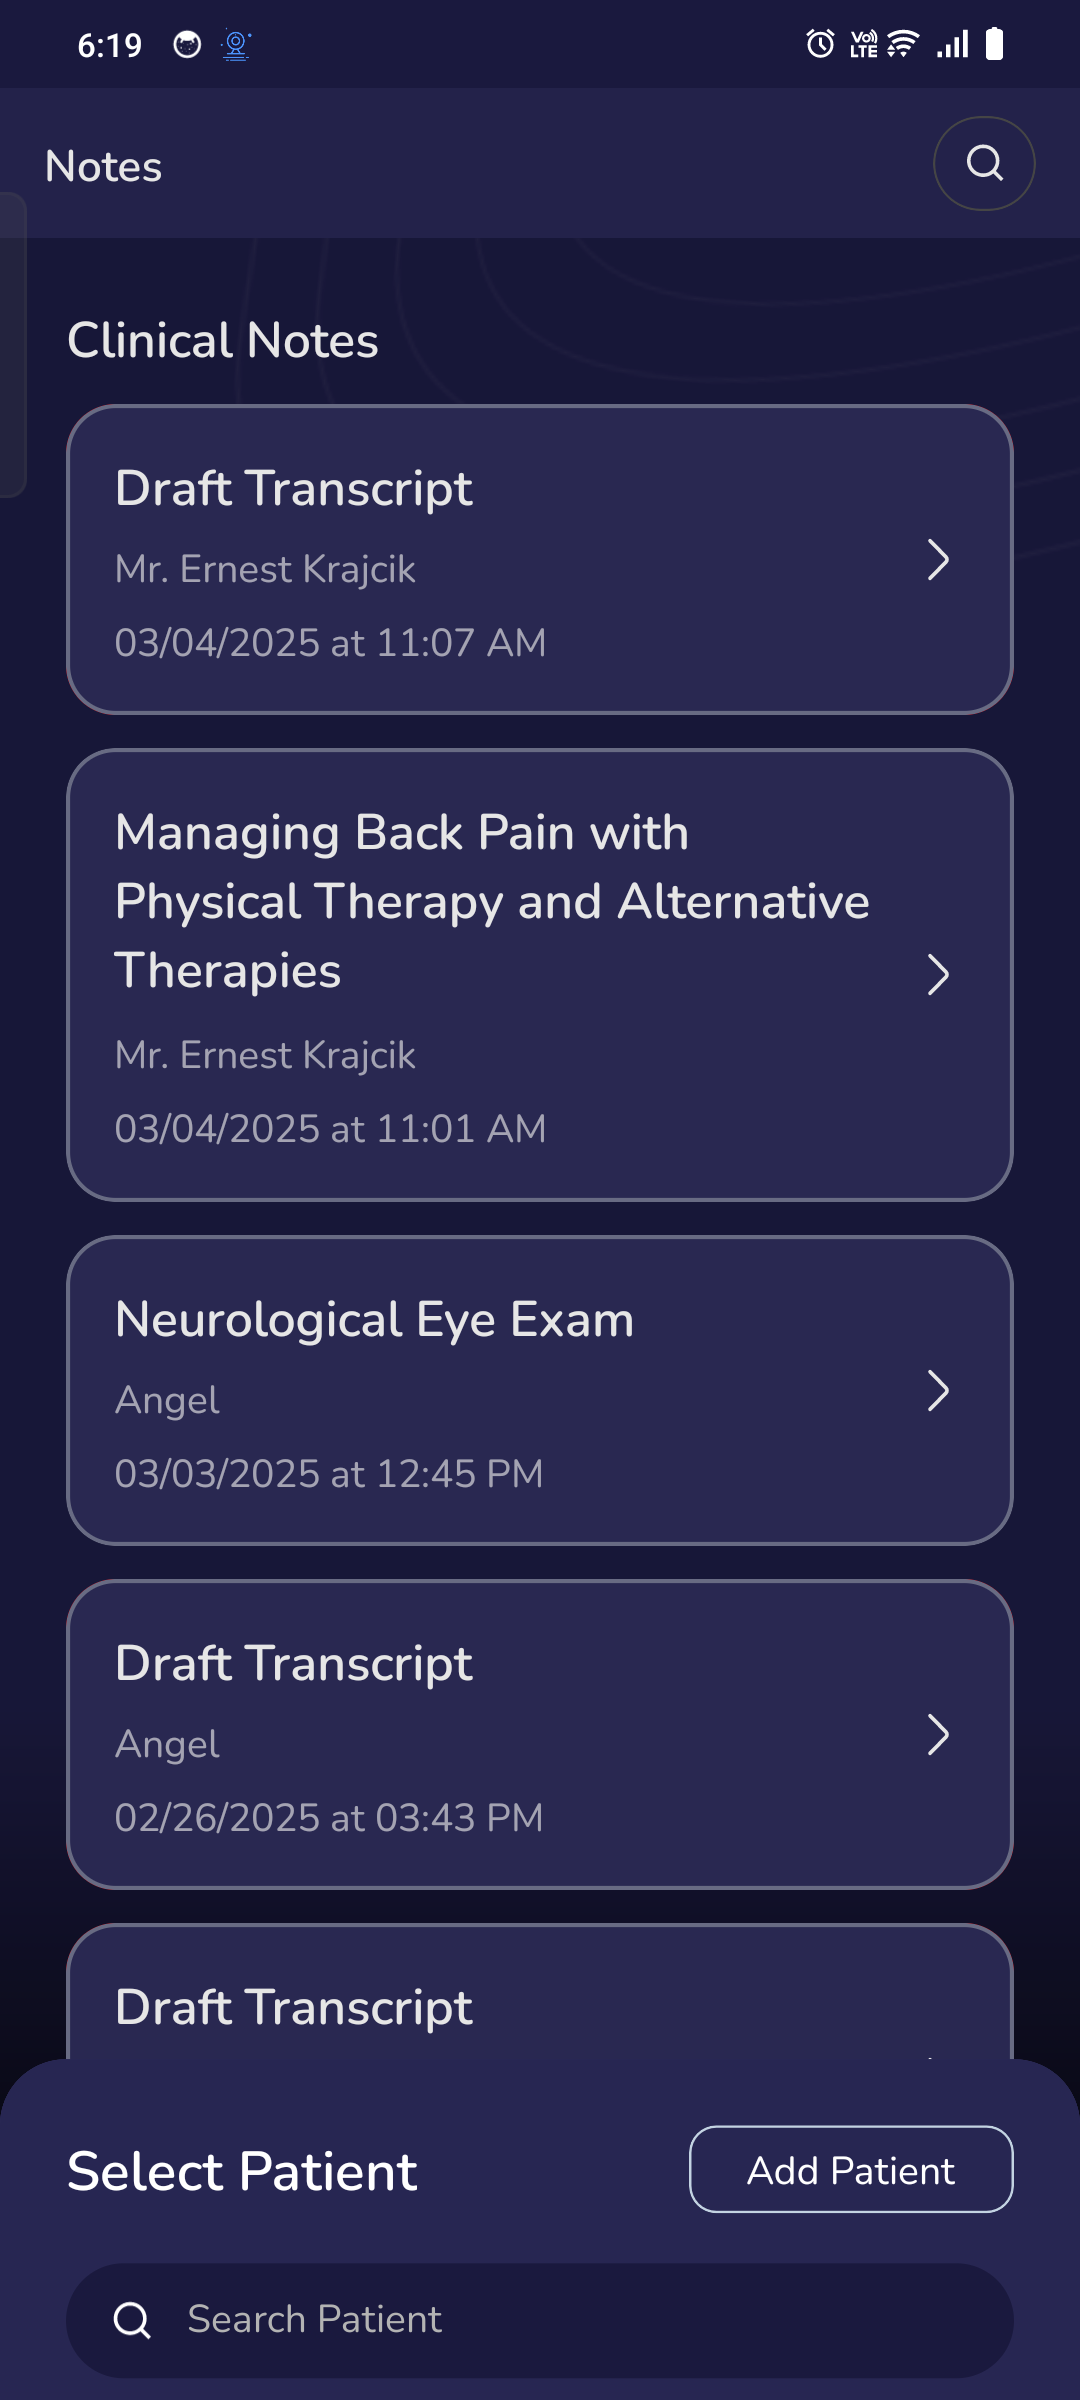 6:19
Vo) LTE
Notes
Clinical Notes
Draft Transcript
Mr. Ernest Krajcik
03/04/2025 at 11:07 AM
Managing Back Pain with
Physical Therapy and Alternative
Therapies
Mr. Ernest Krajcik
03/04/2025 at 11:01 AM
Neurological Eye Exam
Angel
03/03/2025 at 12:45 PM
Draft Transcript
Angel
02/26/2025 at 03:43 PM
Draft Transcript
Select Patient
Add Patient
Search Patient